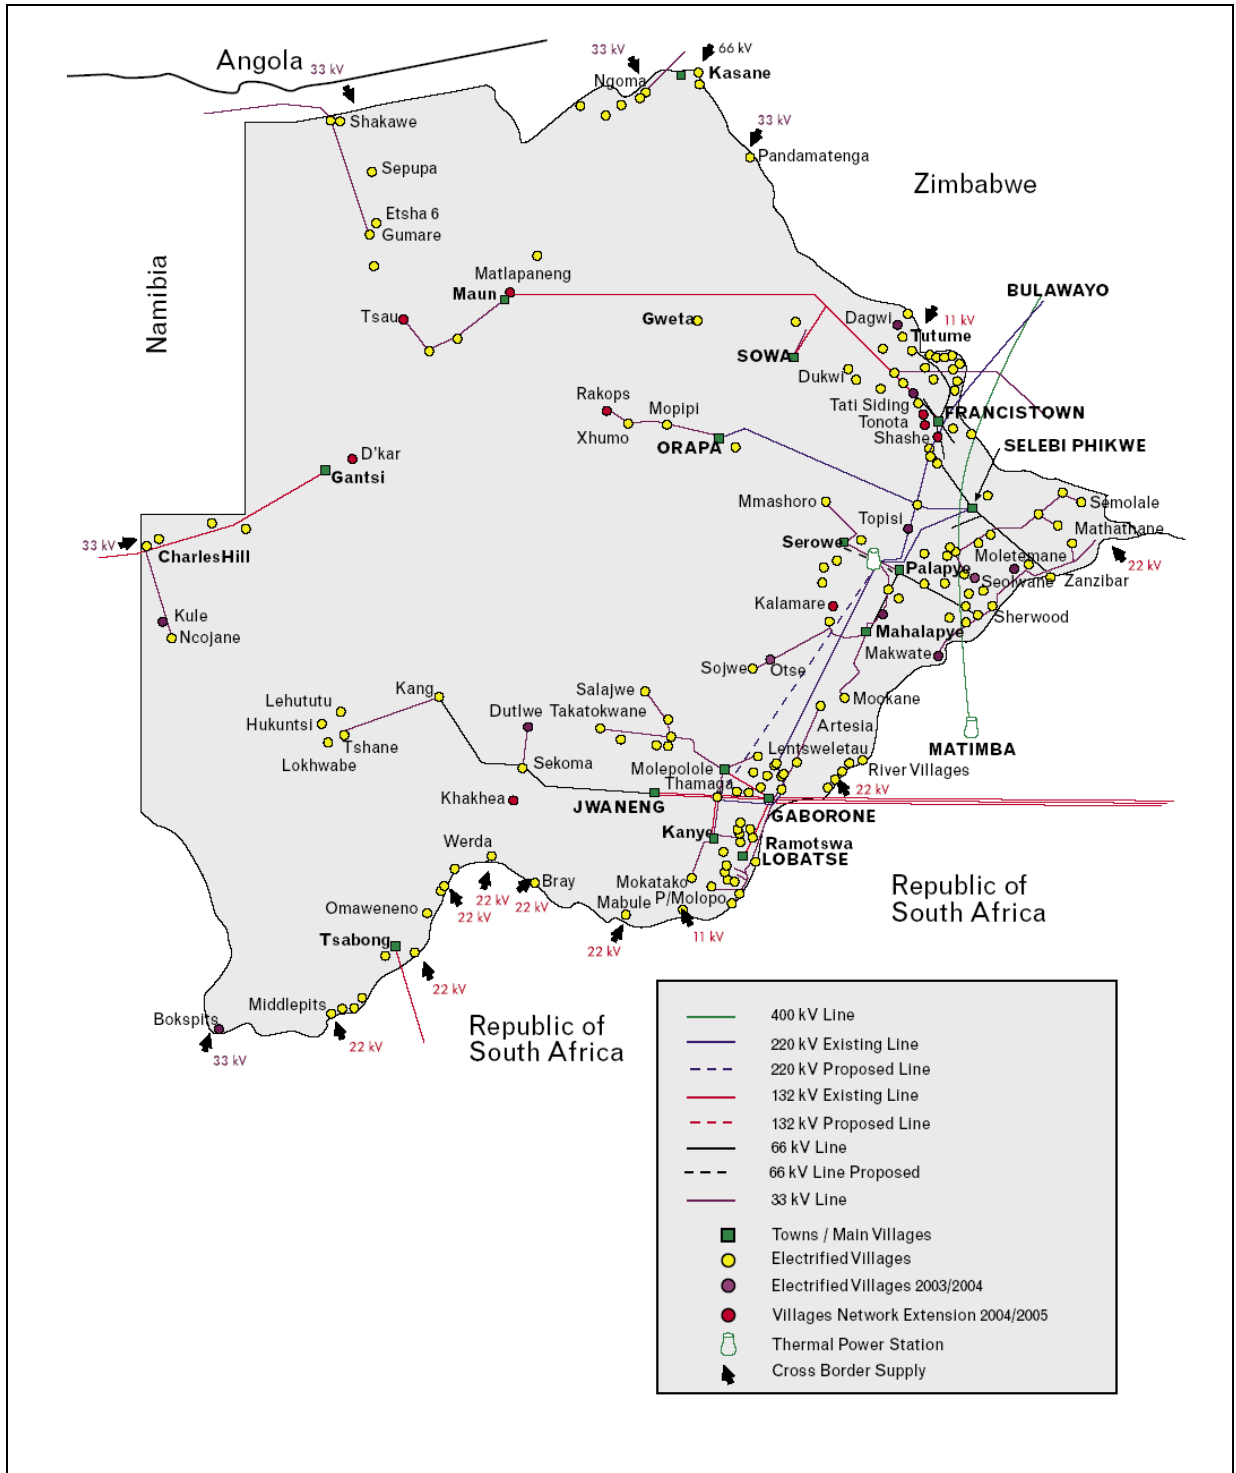 Angola
33 kV
33 kV
66 kV
Ngoma
Kasane
Shakawe
33 kV
Pandamatenga
Sepupa
Zimbabwe
Etsha 6
Gumare
Namibia
Matlapaneng
Maun
BULAWAYO
Tsau
Gweta
Dagwi
11 kV
Tutume
SOWA
Dukwi
Rakops
Mopipi
Tati Siding
FRANCISTOWN
Tonota
Xhumo
ORAPA
Shashe
SELEBI PHIKWE
D'kar
Gantsi
Mmashoro
Semolale
Topisi
Mathathane
33 kV
CharlesHill
Serowe
Moletemane
22 kV
Palapye
Seolwane
Zanzibar
Kule
Kalamare
Sherwood
Ncojane
Mahalapye
Makwate
Sojwe
Otse
Kang
Salajwe
Mookane
Lehututu
Hukuntsi
Dutlwe
Takatokwane
Artesia
Tshane
Lokhwabe
MATIMBA
Lentsweletau
Sekoma
Molepolole
River Villages
Thamaga
22 kV
Khakhea
JWANENG
GABORONE
Kanye
Ramotswa
Werda
LOBATSE
Bray
Mokatako
Republic of
South Africa
22 kV
22 kV
Mabule
P/Molopo
Omaweneno
22 kV
11 kV
Tsabong
22 kV
22 kV
Middlepits
Bokspits
Republic of
South Africa
22 kV
33 kV
400 kV Line
220 kV Existing Line
220 kV Proposed Line
132 kV Existing Line
132 kV Proposed Line
66 kV Line
66 kV Line Proposed
33 kV Line
Towns / Main Villages
Electrified Villages
Electrified Villages 2003/2004
Villages Network Extension 2004/2005
Thermal Power Station
Cross Border Supply